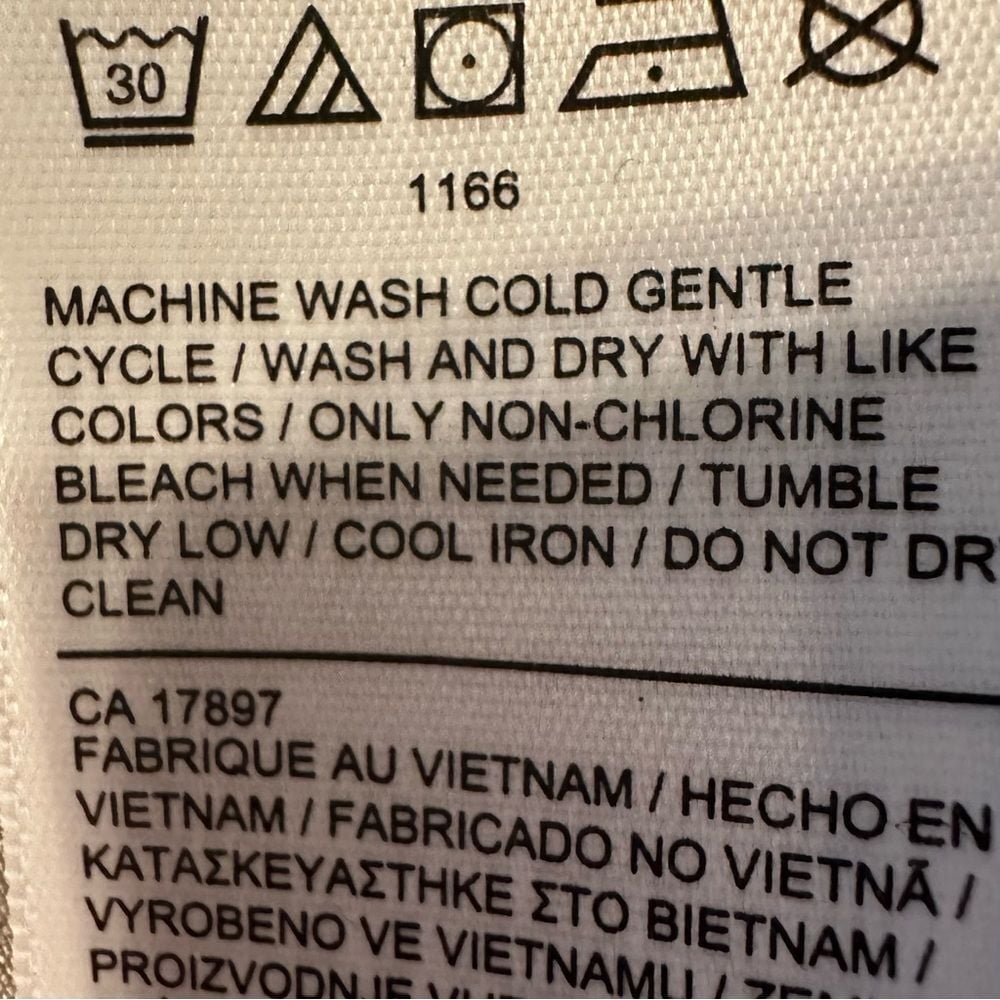 30
1166
MACHINE WASH COLD GENTLE
CYCLE / WASH AND DRY WITH LIKE
COLORS / ONLY NON-CHLORINE
BLEACH WHEN NEEDED / TUMBLE
DRY LOW / COOL IRON / DO NOT DR
CLEAN
CA 17897
FABRIQUE AU VIETNAM / HECHO EN
VIETNAM / FABRICADO NO VIETNÃ /
ΚΑΤΑΣΚΕΥΑΣΤΗΚΕ ΣΤΟ ΒΙΕΤΝΑΜ /
VYROBENO VE VIETNAMU /
PROIZVODNJE